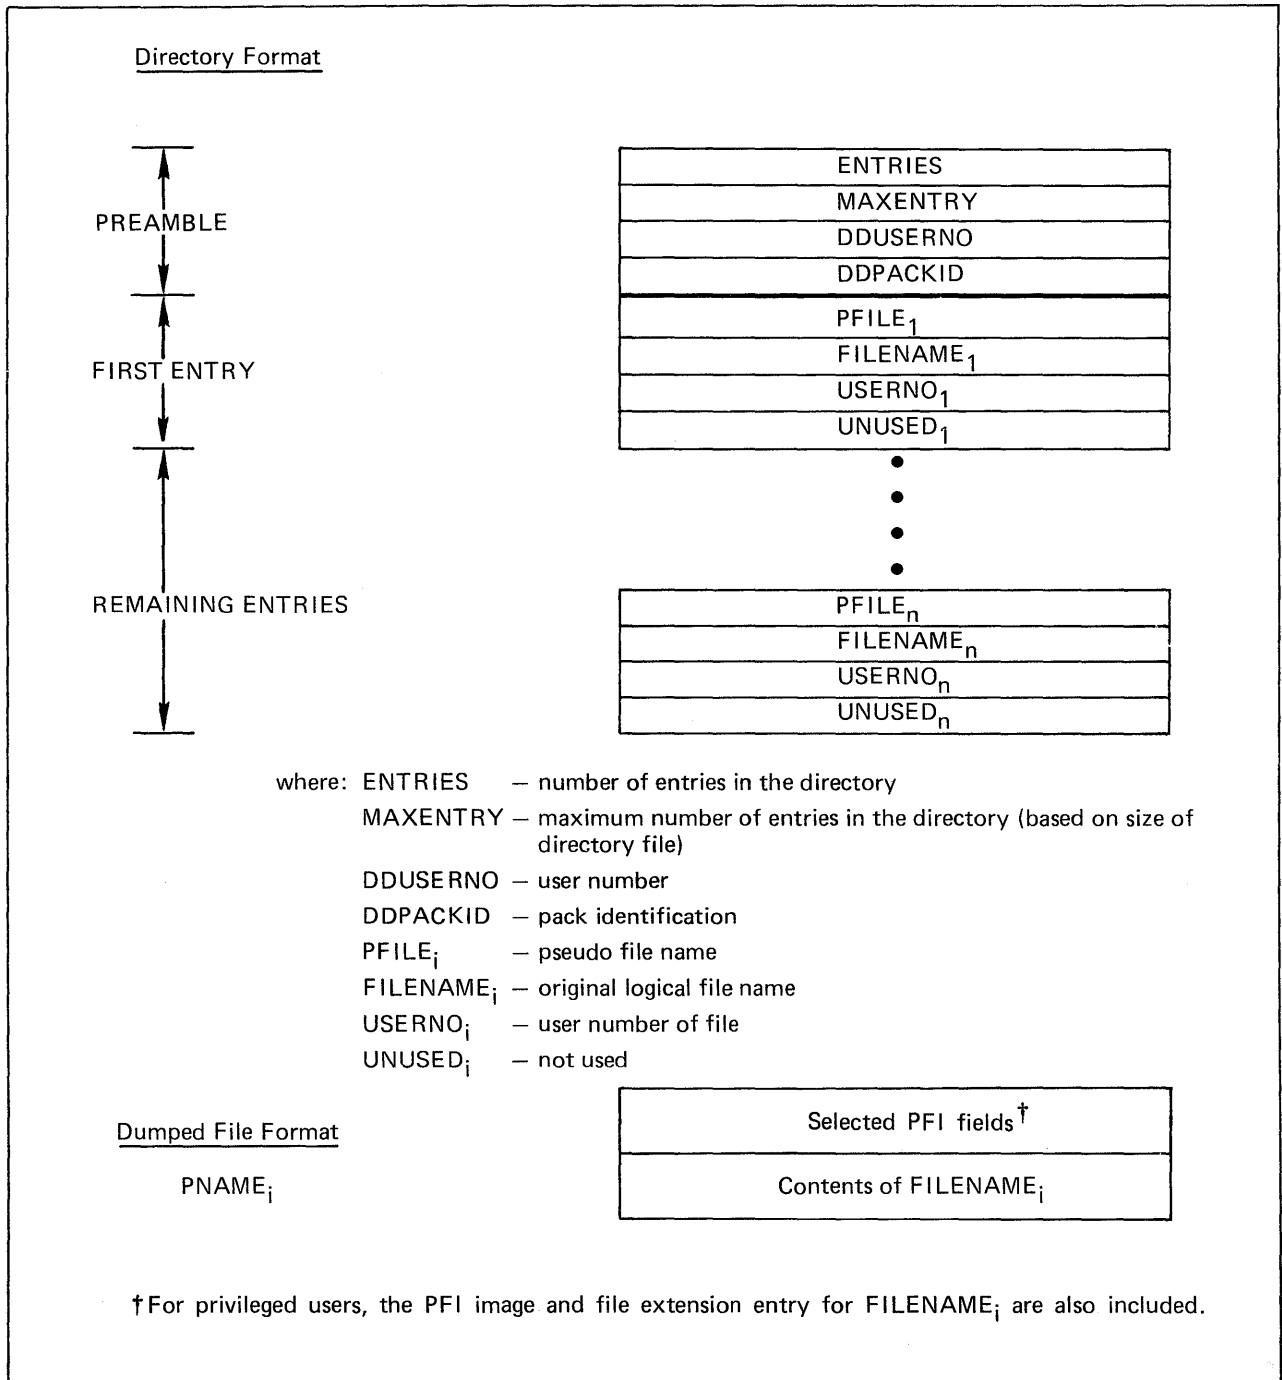 Directory Format
ENTRIES
MAXENTRY
PREAMBLE
DDUSERNO
DDPACKID
PFILE1
FILENAME1
FIRST ENTRY
USERNO1
UNUSED1
REMAINING ENTRIES
PFILEn
FILENAMEn
USERNOn
UNUSEDn
where: ENTRIES — number of entries in the directory
MAXENTRY — maximum number of entries in the directory (based on size of
directory file)
DDUSERNO — user number
DDPACKID — pack identification
PFILEi — pseudo file name
FILENAMEi — original logical file name
USERNOi — user number of file
UNUSEDi — not used
Selected PFI fields†
Dumped File Format
PNAMEi
Contents of FILENAMEi
†For privileged users, the PFI image and file extension entry for FILENAMEi are also included.